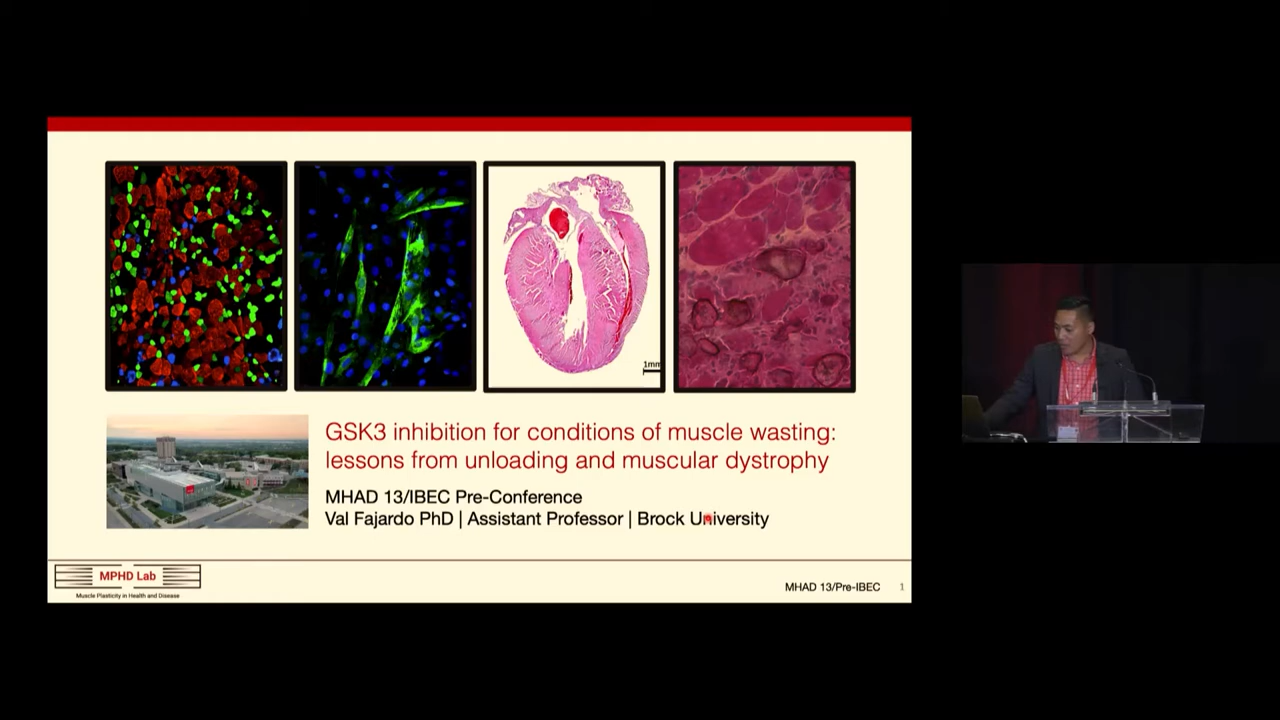 1mm
GSK3 inhibition for conditions of muscle wasting:
lessons from unloading and muscular dystrophy
MHAD 13/IBEC Pre-Conference
Val Fajardo PhD | Assistant Professor | Brock University
MPHD Lab
Muscle Plasticity in Health and Disease
MHAD 13/Pre-IBEC 1